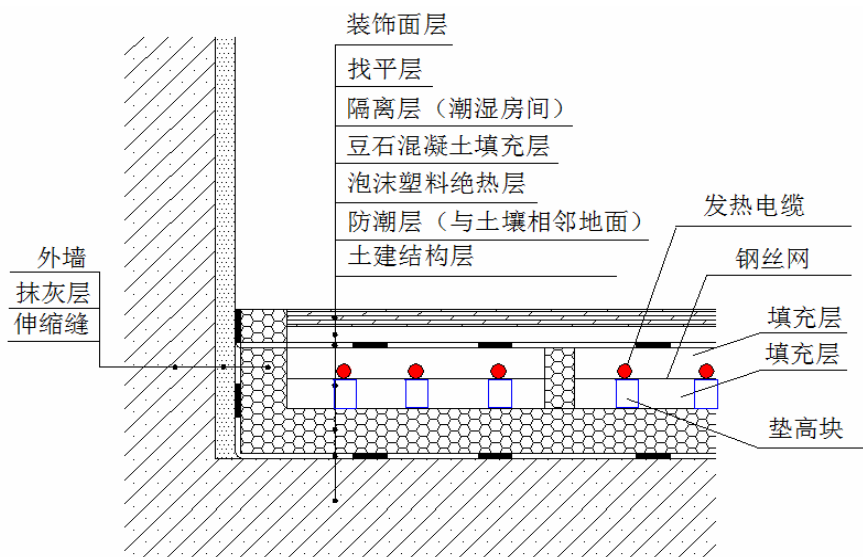 装饰面层
找平层
隔离层（潮湿房间）
豆石混凝土填充层
泡沫塑料绝热层
防潮层（与土壤相邻地面）
土建结构层
外墙
抹灰层
伸缩缝
发热电缆
钢丝网
填充层
填充层
垫高块